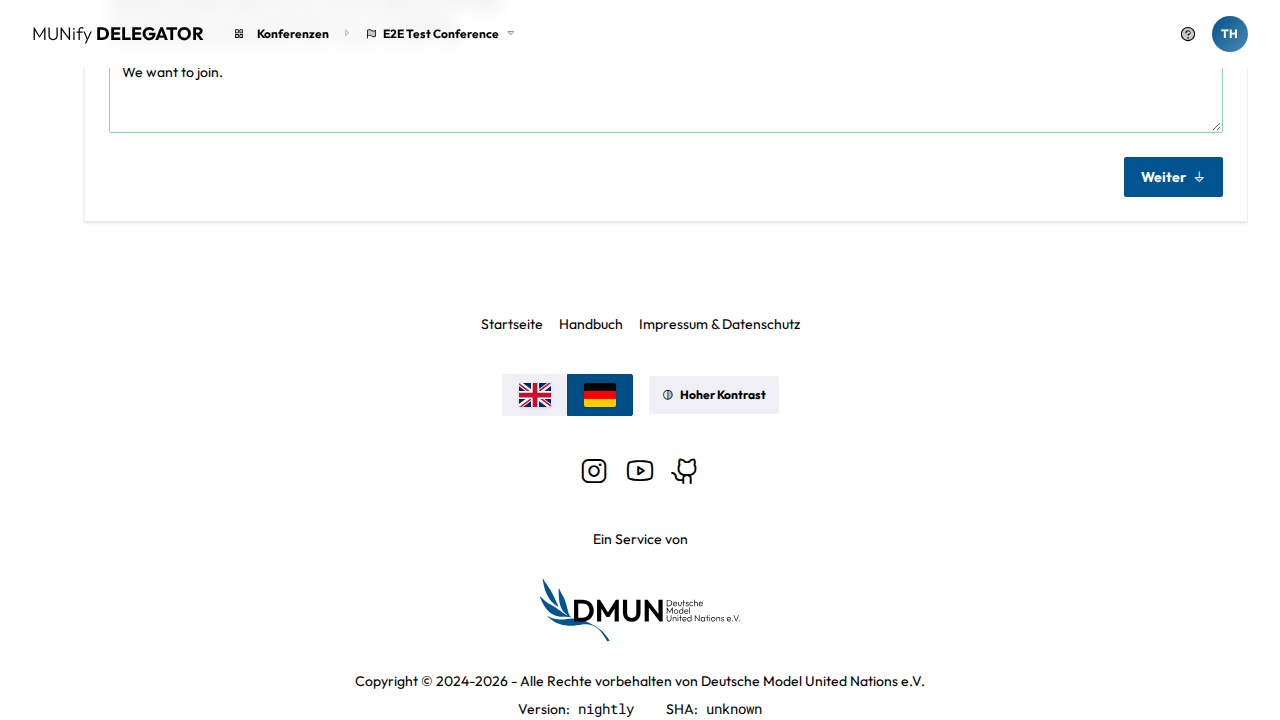 MUNify DELEGATOR
Konferenzen
E2E Test Conference
TH
We want to join.
Weiter
Startseite
Handbuch
Impressum & Datenschutz
Hoher Kontrast
Ein Service von
DMUN
Deutsche
Model
United Nations e.V.
Copyright © 2024-2026 - Alle Rechte vorbehalten von Deutsche Model United Nations e.V.
Version: nightly SHA: unknown